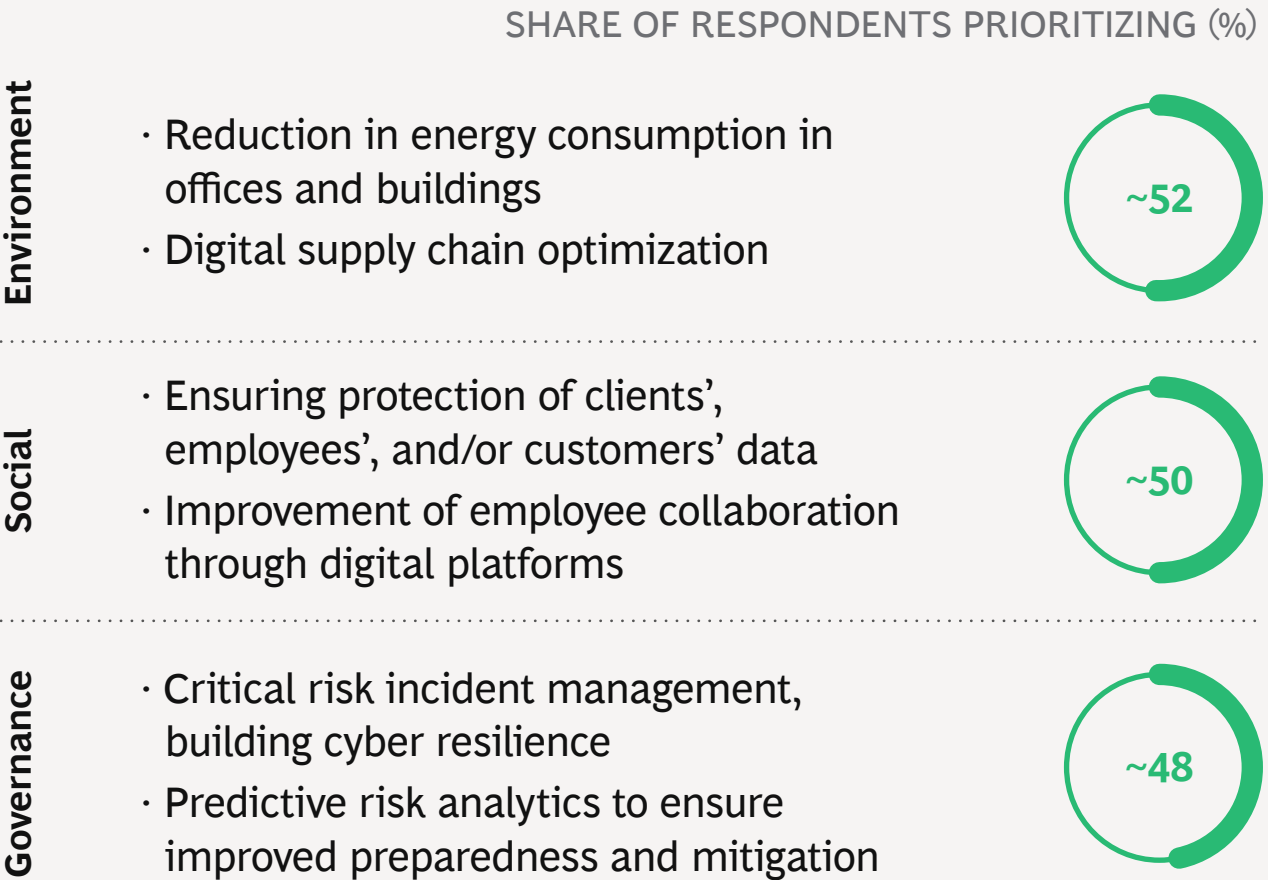 SHARE OF RESPONDENTS PRIORITIZING (%)
Environment
· Reduction in energy consumption in
offices and buildings
· Digital supply chain optimization
~52
Social
· Ensuring protection of clients’,
employees’, and/or customers’ data
· Improvement of employee collaboration
through digital platforms
~50
Governance
· Critical risk incident management,
building cyber resilience
· Predictive risk analytics to ensure
improved preparedness and mitigation
~48